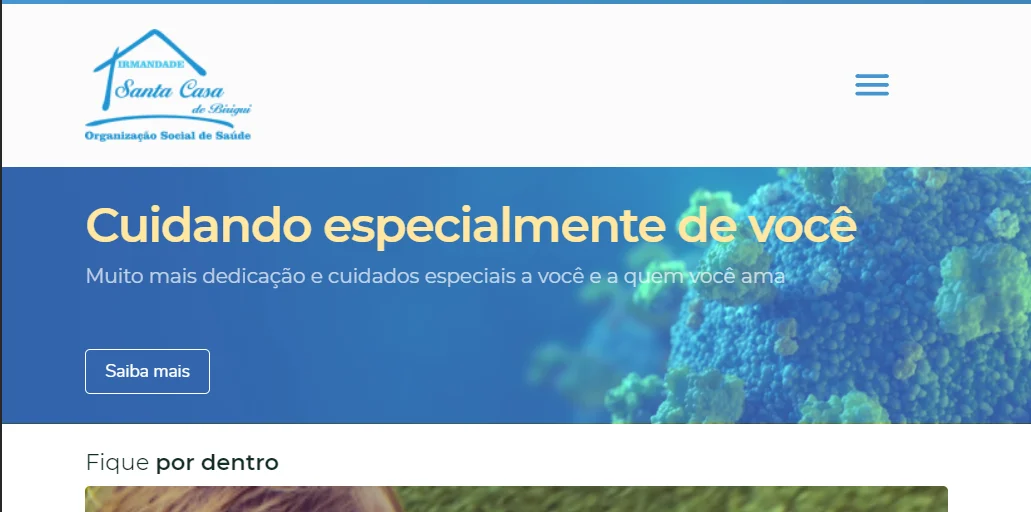 IRMANDADE
Santa Casa
de Birigui
Organização Social de Saúde
Cuidando especialmente de você
Muito mais dedicação e cuidados especiais a você e a quem você ama
Saiba mais
Fique por dentro